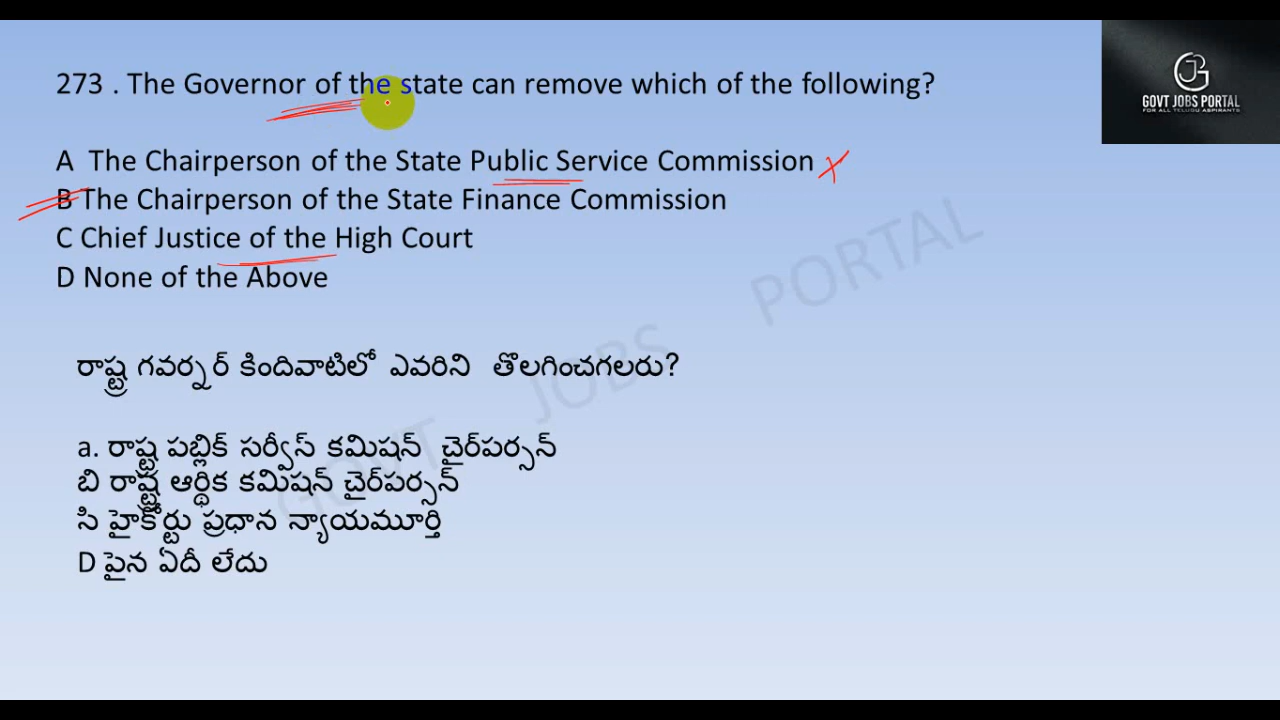 273 . The Governor of the state can remove which of the following?
A The Chairperson of the State Public Service Commission
B The Chairperson of the State Finance Commission
C Chief Justice of the High Court
D None of the Above
రాష్ట్ర గవర్నర్ కిందివాటిలో ఎవరిని తొలగించగలరు?
a. రాష్ట్ర పబ్లిక్ సర్వీస్ కమిషన్ చైర్‌పర్సన్
బి రాష్ట్ర ఆర్థిక కమిషన్ చైర్‌పర్సన్
సి హైకోర్టు ప్రధాన న్యాయమూర్తి
D పైన ఏదీ లేదు
GOVT JOBS PORTAL
GOVT JOBS PORTAL
FOR ALL TELUGU ASPIRANTS